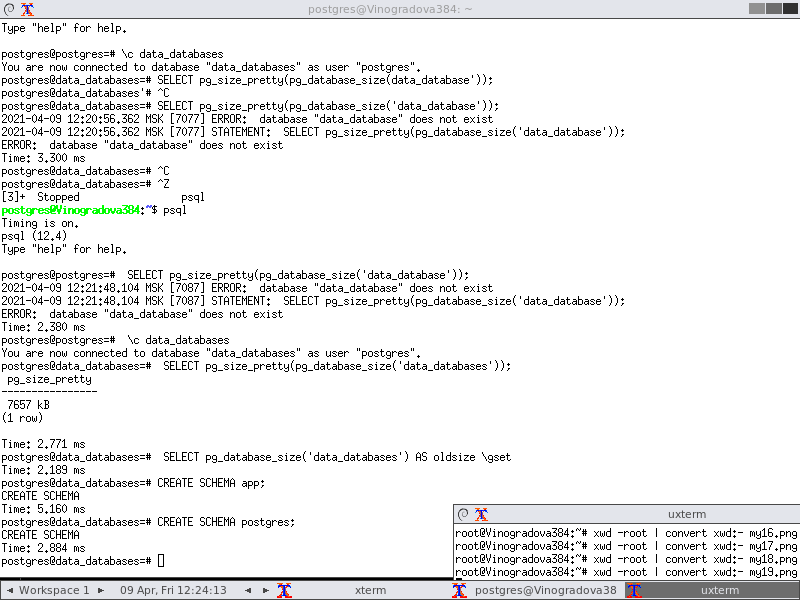 postgres@Vinogradova384: ~
Type "help" for help.
postgres@postgres=# \c data_databases
You are now connected to database "data_databases" as user "postgres".
postgres@data_databases=# SELECT pg_size_pretty(pg_database_size(data_database'));
postgres@data_databases'# ^C
postgres@data_databases=# SELECT pg_size_pretty(pg_database_size('data_database'));
2021-04-09 12:20:56.362 MSK [7077] ERROR:  database "data_database" does not exist
2021-04-09 12:20:56.362 MSK [7077] STATEMENT:  SELECT pg_size_pretty(pg_database_size('data_database'));
ERROR:  database "data_database" does not exist
Time: 3.300 ms
postgres@data_databases=# ^C
postgres@data_databases=# ^Z
[3]+  Stopped                 psql
postgres@Vinogradova384:~$ psql
Timing is on.
psql (12.4)
Type "help" for help.
postgres@postgres=#  SELECT pg_size_pretty(pg_database_size('data_database'));
2021-04-09 12:21:48.104 MSK [7087] ERROR:  database "data_database" does not exist
2021-04-09 12:21:48.104 MSK [7087] STATEMENT:  SELECT pg_size_pretty(pg_database_size('data_database'));
ERROR:  database "data_database" does not exist
Time: 2.380 ms
postgres@postgres=#  \c data_databases
You are now connected to database "data_databases" as user "postgres".
postgres@data_databases=#  SELECT pg_size_pretty(pg_database_size('data_databases'));
 pg_size_pretty
----------------
 7657 kB
(1 row)
Time: 2.771 ms
postgres@data_databases=#  SELECT pg_database_size('data_databases') AS oldsize \gset
Time: 2.189 ms
postgres@data_databases=# CREATE SCHEMA app;
CREATE SCHEMA
Time: 5.160 ms
postgres@data_databases=# CREATE SCHEMA postgres;
CREATE SCHEMA
Time: 2.884 ms
postgres@data_databases=#
uxterm
root@Vinogradova384:~# xwd -root | convert xwd:- my16.png
root@Vinogradova384:~# xwd -root | convert xwd:- my17.png
root@Vinogradova384:~# xwd -root | convert xwd:- my18.png
root@Vinogradova384:~# xwd -root | convert xwd:- my19.png
Workspace 1 09 Apr, Fri 12:24:13 xterm postgres@Vinogradova38 uxterm